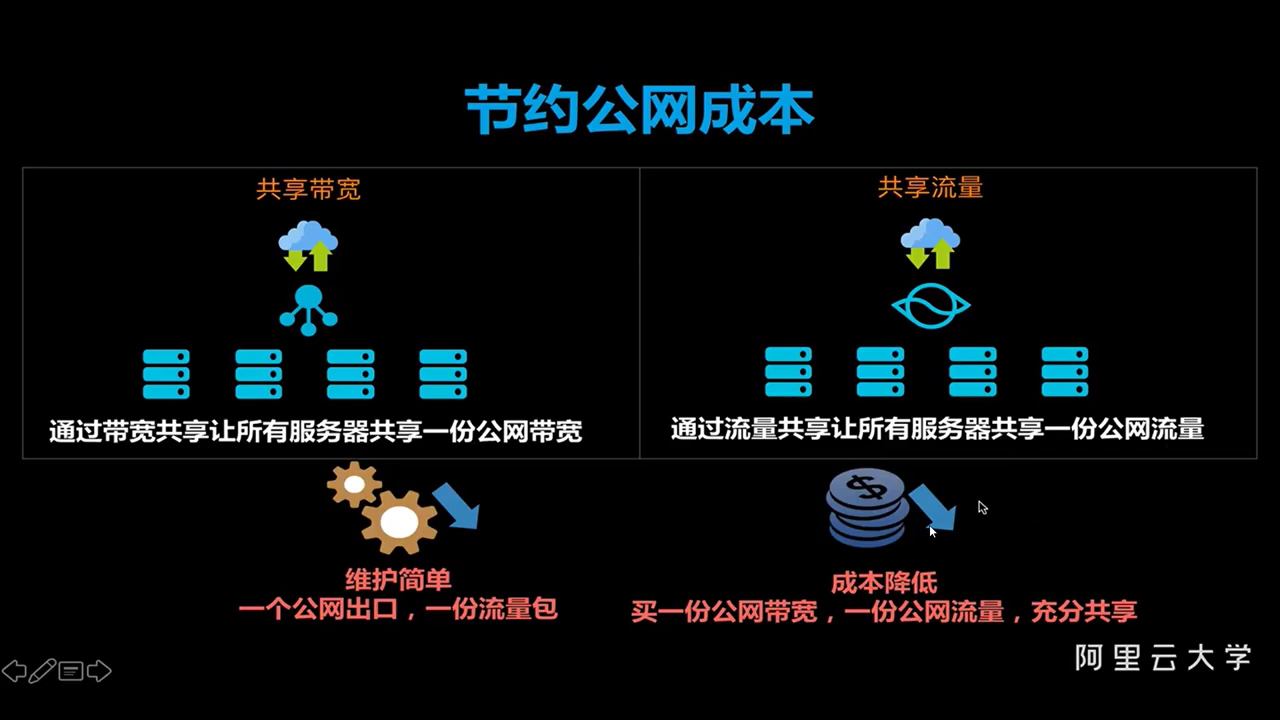 节约公网成本
共享带宽
通过带宽共享让所有服务器共享一份公网带宽
共享流量
通过流量共享让所有服务器共享一份公网流量
维护简单
一个公网出口，一份流量包
$
成本降低
买一份公网带宽，一份公网流量，充分共享
阿里云大学